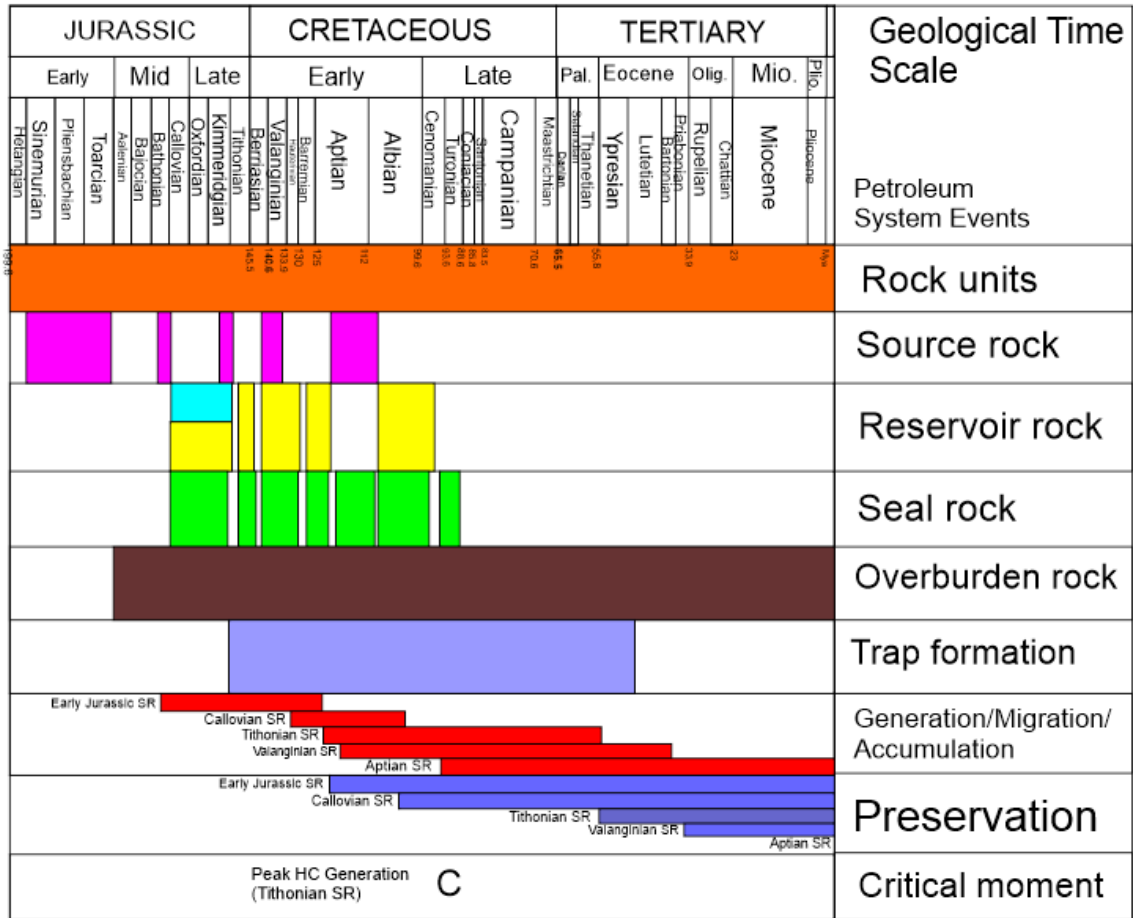 JURASSIC CRETACEOUS TERTIARY
Geological Time
Scale
Early Mid Late Early Late Pal. Eocene Olig. Mio. Plio.
Hetangian Sinemurian Pliensbachian Toarcian Aalenian Bajocian Bathonian Callovian Oxfordian Kimmeridgian Tithonian Berriasian Valanginian Barremian Aptian Albian Cenomanian Turonian Coniacian Santonian Campanian Maastrichtian Danian Selandian Thanetian Ypresian Lutetian Bartonian Priabonian Rupelian Chattian Miocene Pliocene
Petroleum
System Events
199.6 145.5 140.6 133.9 130 125 112 99.6 93.6 88.6 85.8 83.5 70.6 65.5 55.8 33.9 23 Mya
Rock units
Source rock
Reservoir rock
Seal rock
Overburden rock
Trap formation
Early Jurassic SR
Callovian SR
Tithonian SR
Valanginian SR
Aptian SR
Generation/Migration/
Accumulation
Early Jurassic SR
Callovian SR
Tithonian SR
Valanginian SR
Aptian SR
Preservation
Peak HC Generation
(Tithonian SR)
C
Critical moment